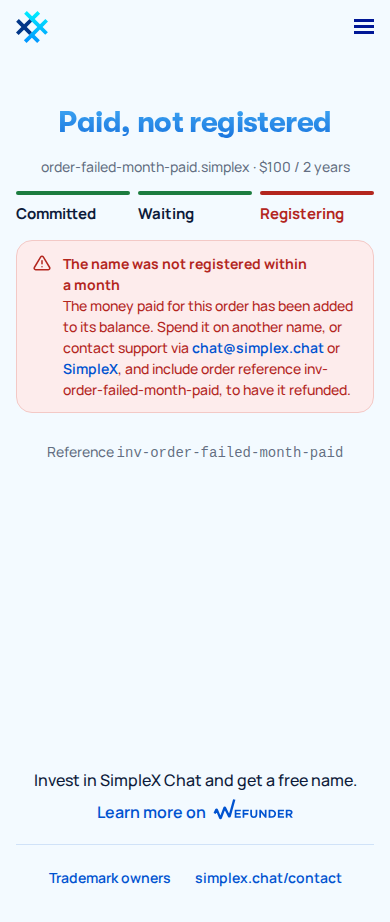 Paid, not registered
order-failed-month-paid.simplex · $100 / 2 years
Committed Waiting Registering
The name was not registered within
a month
The money paid for this order has been added
to its balance. Spend it on another name, or
contact support via chat@simplex.chat or
SimpleX, and include order reference inv-
order-failed-month-paid, to have it refunded.
Reference inv-order-failed-month-paid
Invest in SimpleX Chat and get a free name.
Learn more on WEFUNDER
Trademark owners simplex.chat/contact